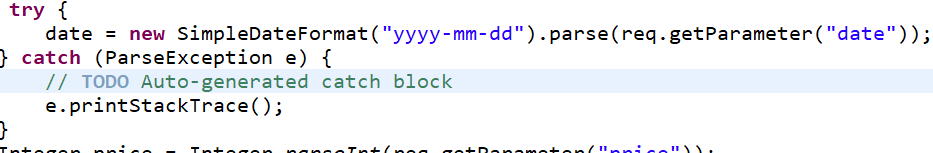 try {
date = new SimpleDateFormat("yyyy-mm-dd").parse(req.getParameter("date"));
} catch (ParseException e) {
// TODO Auto-generated catch block
e.printStackTrace();
}
Integer price = Integer.parseInt(req.getParameter("price"));